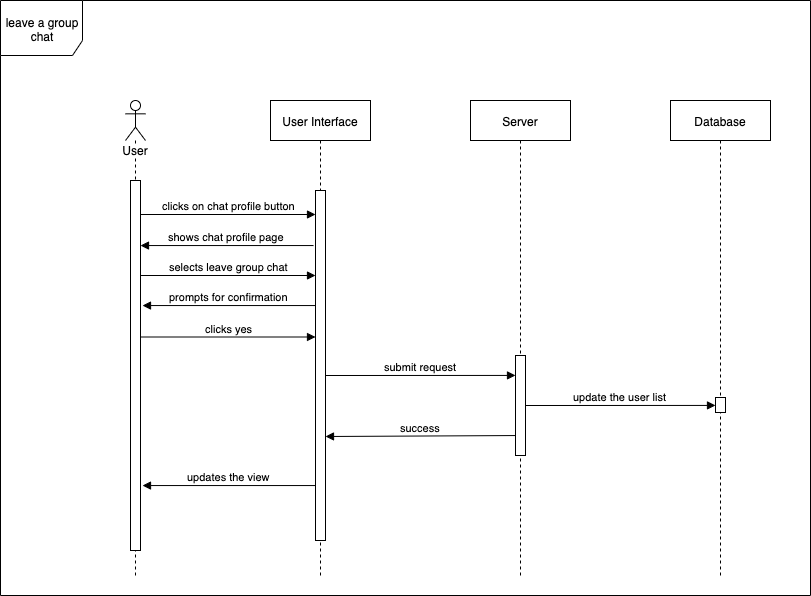 leave a group
chat
User
User Interface
Server
Database
clicks on chat profile button
shows chat profile page
selects leave group chat
prompts for confirmation
clicks yes
submit request
update the user list
success
updates the view